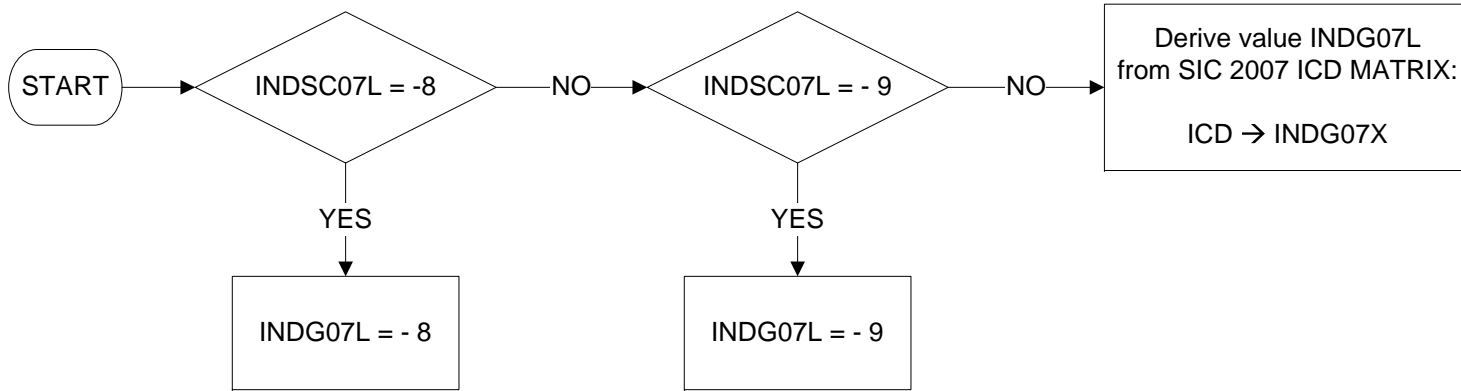 START
INDSC07L = -8
NO
INDSC07L = - 9
NO
Derive value INDG07L
from SIC 2007 ICD MATRIX:
ICD → INDG07X
YES
YES
INDG07L = - 8
INDG07L = - 9